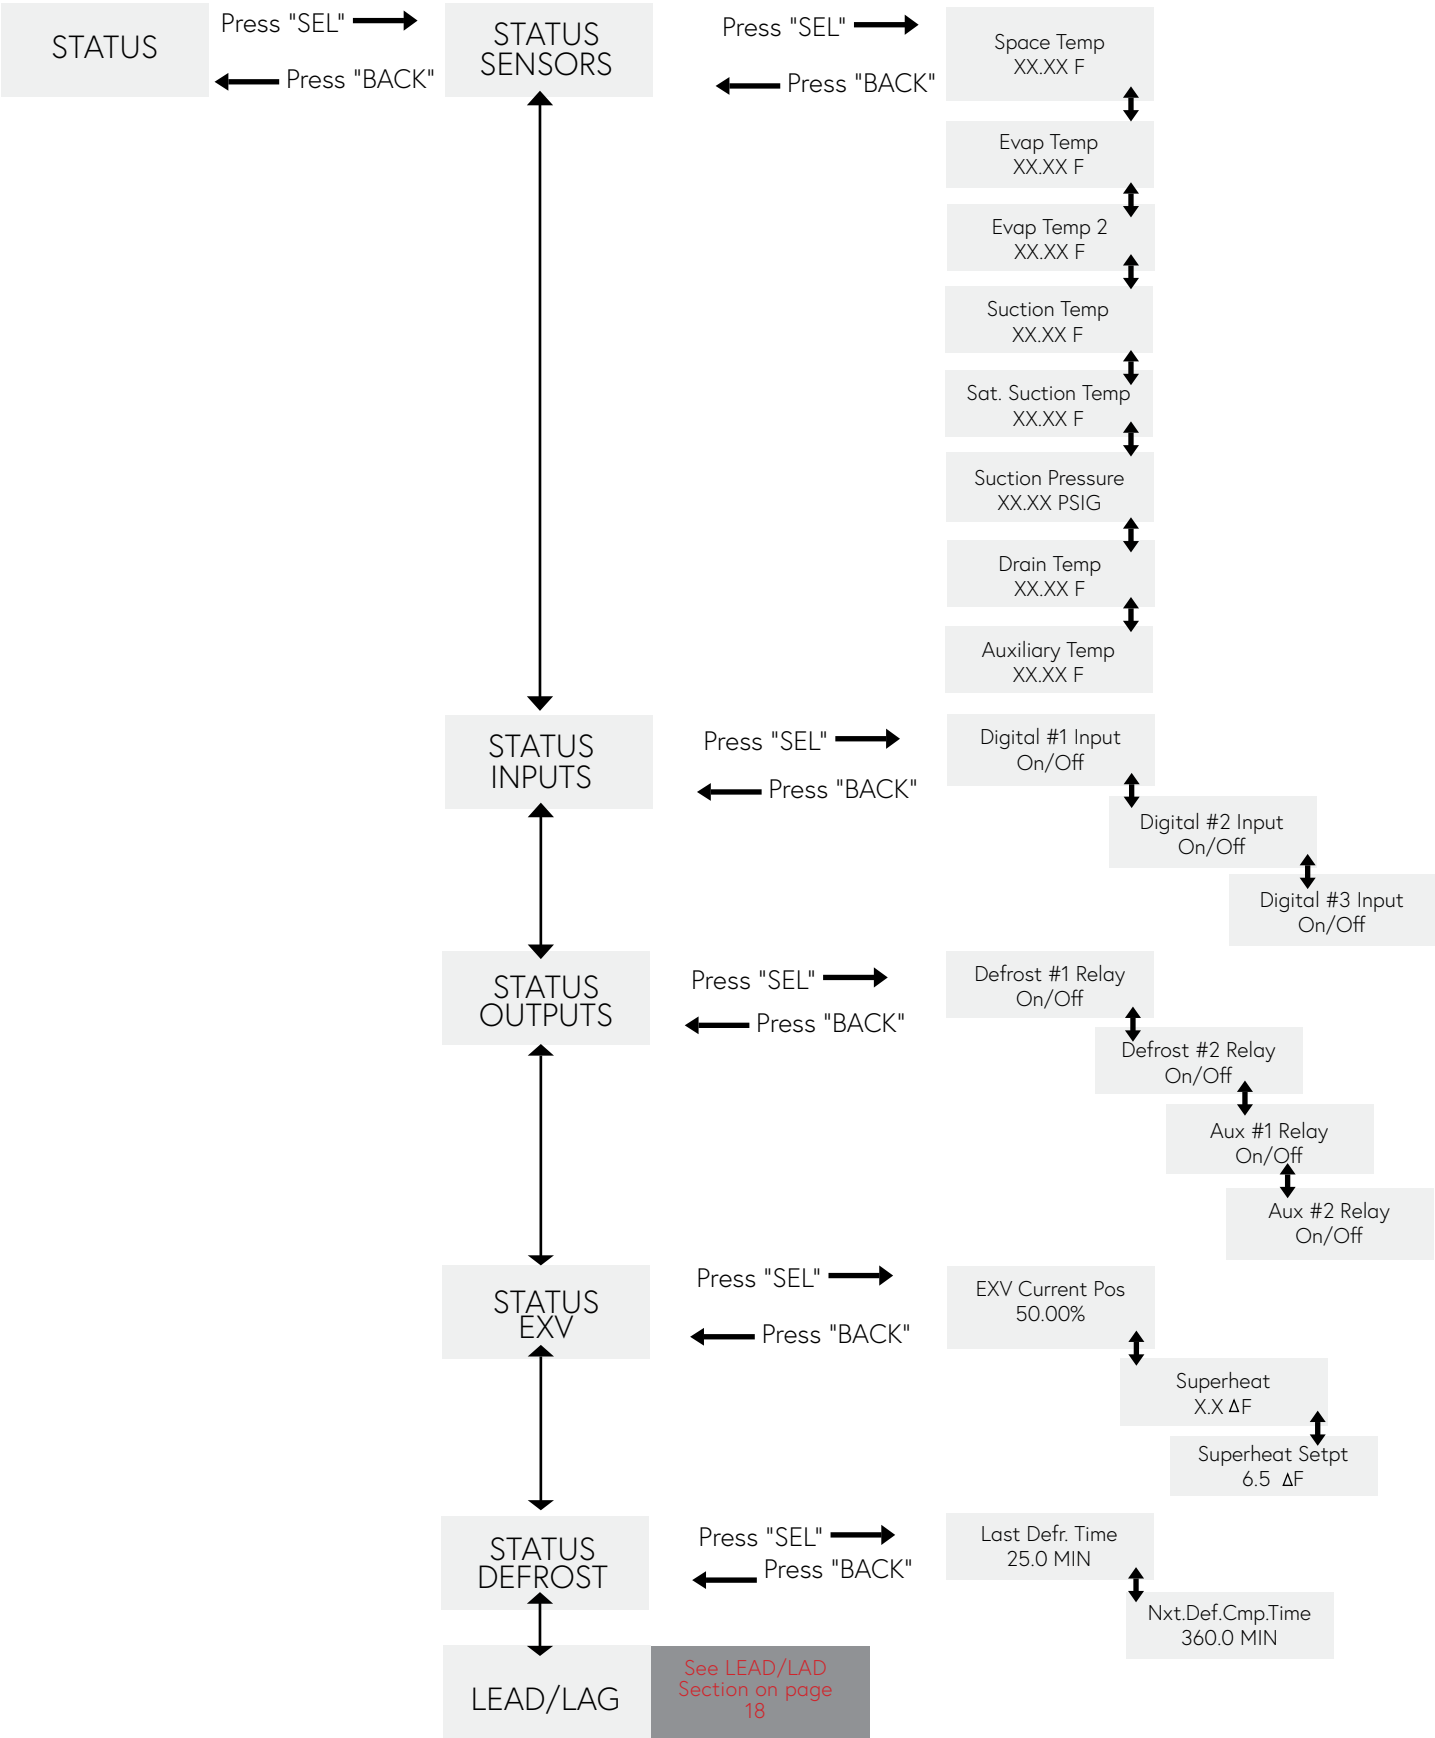 STATUS
Press "SEL"
Press "BACK"
STATUS
SENSORS
Press "SEL"
Press "BACK"
Space Temp
XX.XX F
Evap Temp
XX.XX F
Evap Temp 2
XX.XX F
Suction Temp
XX.XX F
Sat. Suction Temp
XX.XX F
Suction Pressure
XX.XX PSIG
Drain Temp
XX.XX F
Auxiliary Temp
XX.XX F
STATUS
INPUTS
Press "SEL"
Press "BACK"
Digital #1 Input
On/Off
Digital #2 Input
On/Off
Digital #3 Input
On/Off
STATUS
OUTPUTS
Press "SEL"
Press "BACK"
Defrost #1 Relay
On/Off
Defrost #2 Relay
On/Off
Aux #1 Relay
On/Off
Aux #2 Relay
On/Off
STATUS
EXV
Press "SEL"
Press "BACK"
EXV Current Pos
50.00%
Superheat
X.X ΔF
Superheat Setpt
6.5 ΔF
STATUS
DEFROST
Press "SEL"
Press "BACK"
Last Defr. Time
25.0 MIN
Nxt.Def.Cmp.Time
360.0 MIN
LEAD/LAG
See LEAD/LAD
Section on page
18